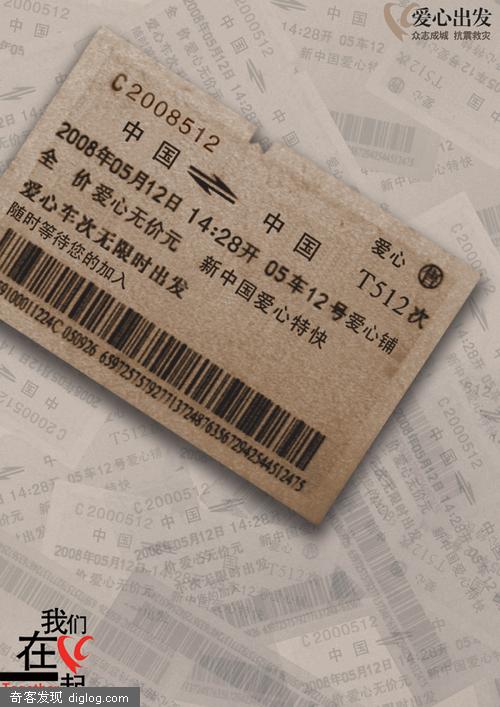 爱心出发
众志成城 抗震救灾
C2008512
中国 中国 爱心 售
T512次
2008年05月12日 14:28开 05车12号爱心铺
全 价爱心无价元 新中国爱心特快
爱心车次无限时出发
随时等待您的加入
我们
在
一起
奇客发现 diglog.com